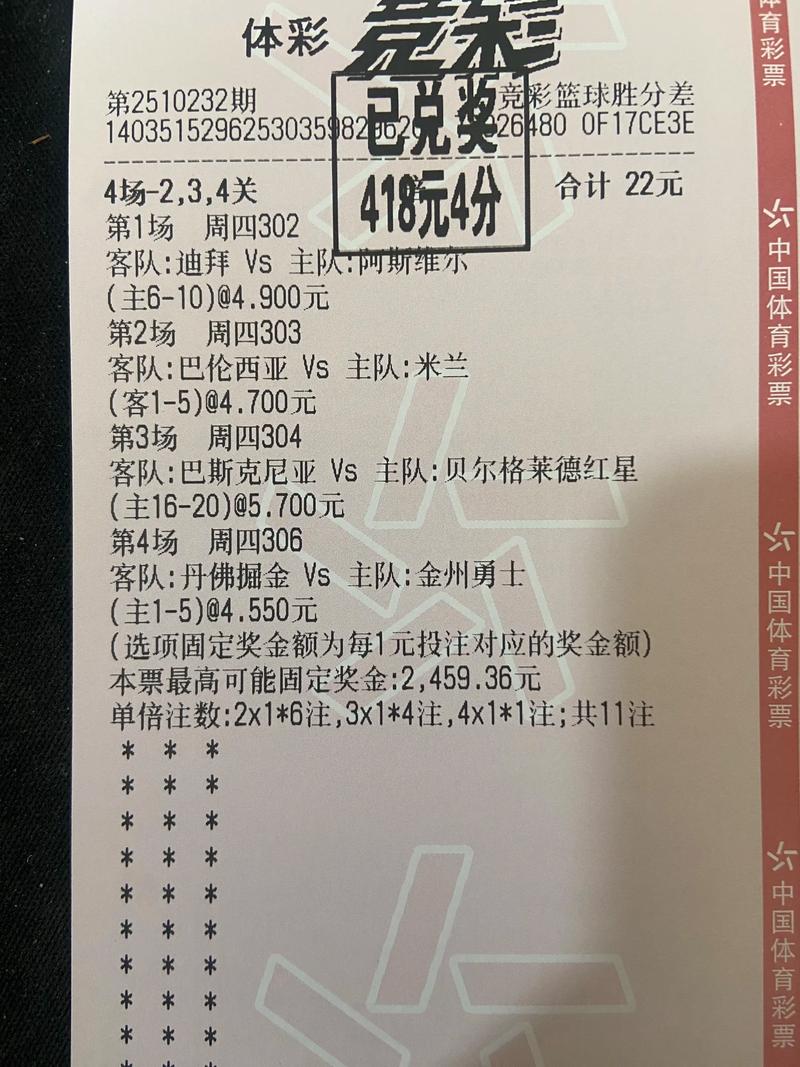 体彩 竞彩
第2510232期 竞彩篮球胜分差
已兑奖
26480 0F17CE3E
4场-2,3,4关 合计 22元
418元4分
第1场 周四302
客队:迪拜 Vs 主队:阿斯维尔
(主6-10)@4.900元
第2场 周四303
客队:巴伦西亚 Vs 主队:米兰
(客1-5)@4.700元
第3场 周四304
客队:巴斯克尼亚 Vs 主队:贝尔格莱德红星
(主16-20)@5.700元
第4场 周四306
客队:丹佛掘金 Vs 主队:金州勇士
(主1-5)@4.550元
(选项固定奖金额为每1元投注对应的奖金额)
本票最高可能固定奖金:2,459.36元
单倍注数:2x1*6注,3x1*4注,4x1*1注;共11注
* * *
* * *
* * *
* * *
* * *
* * *
* * *
* * *
* * *
* * *
体育彩票
中国体育彩票
中国体育彩票
中国体育彩票